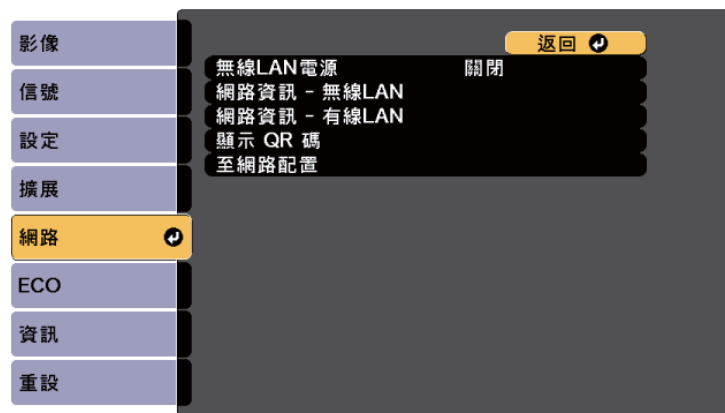 影像
信號
設定
擴展
網路
ECO
資訊
重設
返回
無線LAN電源 關閉
網路資訊 - 無線LAN
網路資訊 - 有線LAN
顯示 QR 碼
至網路配置